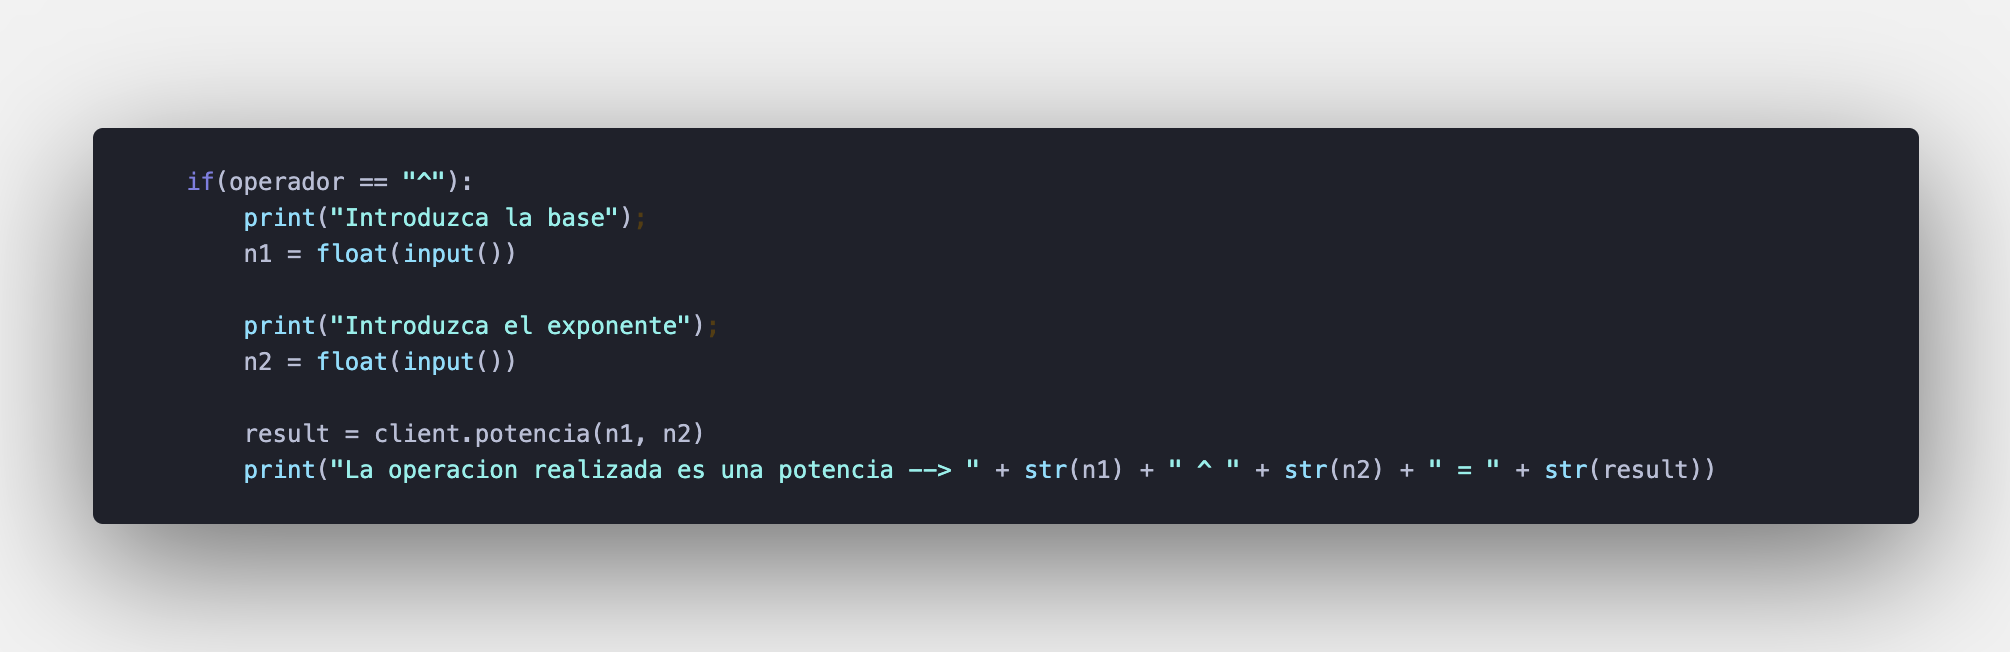 if(operador == "^"):
    print("Introduzca la base");
    n1 = float(input())
    print("Introduzca el exponente");
    n2 = float(input())
    result = client.potencia(n1, n2)
    print("La operacion realizada es una potencia --> " + str(n1) + " ^ " + str(n2) + " = " + str(result))